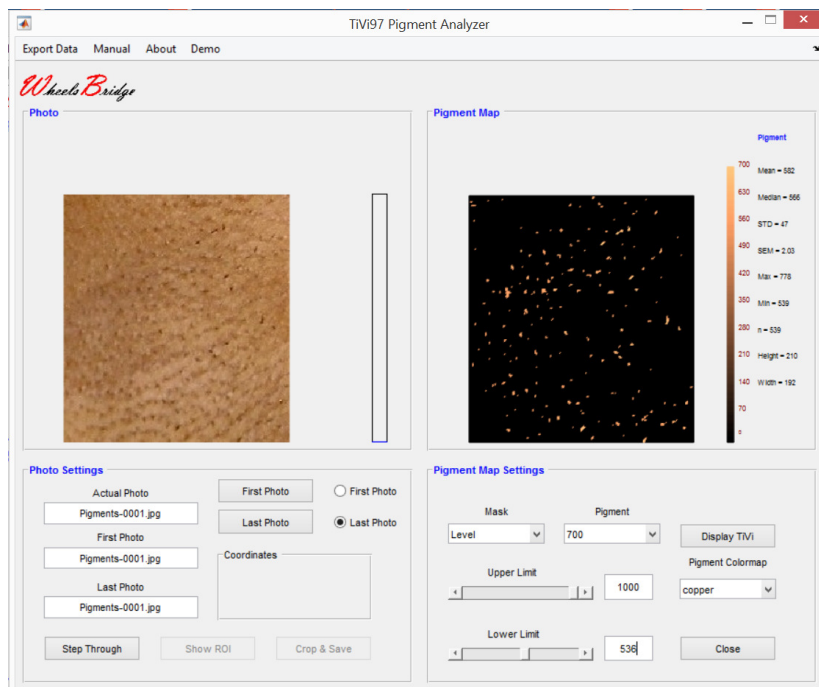 TiVi97 Pigment Analyzer
Export Data Manual About Demo
WheelsBridge
Photo
Pigment Map
Pigment
700
630
560
490
420
350
280
210
140
70
Mean = 582
Median = 566
STD = 47
SEM = 2.03
Max = 778
Min = 539
n = 539
Height = 210
Width = 192
Photo Settings
Actual Photo
Pigments-0001.jpg
First Photo
Pigments-0001.jpg
Last Photo
Pigments-0001.jpg
First Photo
Last Photo
First Photo
Last Photo
Coordinates
Step Through
Show ROI
Crop & Save
Pigment Map Settings
Mask
Level
Pigment
700
Display TiVi
Upper Limit
1000
Pigment Colormap
copper
Lower Limit
536
Close